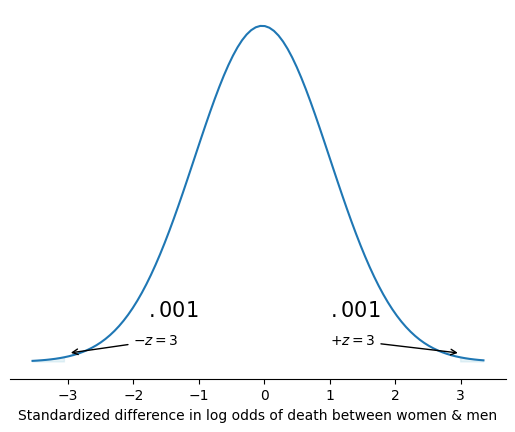 .001 .001
−z = 3 +z = 3
−3 −2 −1 0 1 2 3
Standardized difference in log odds of death between women & men